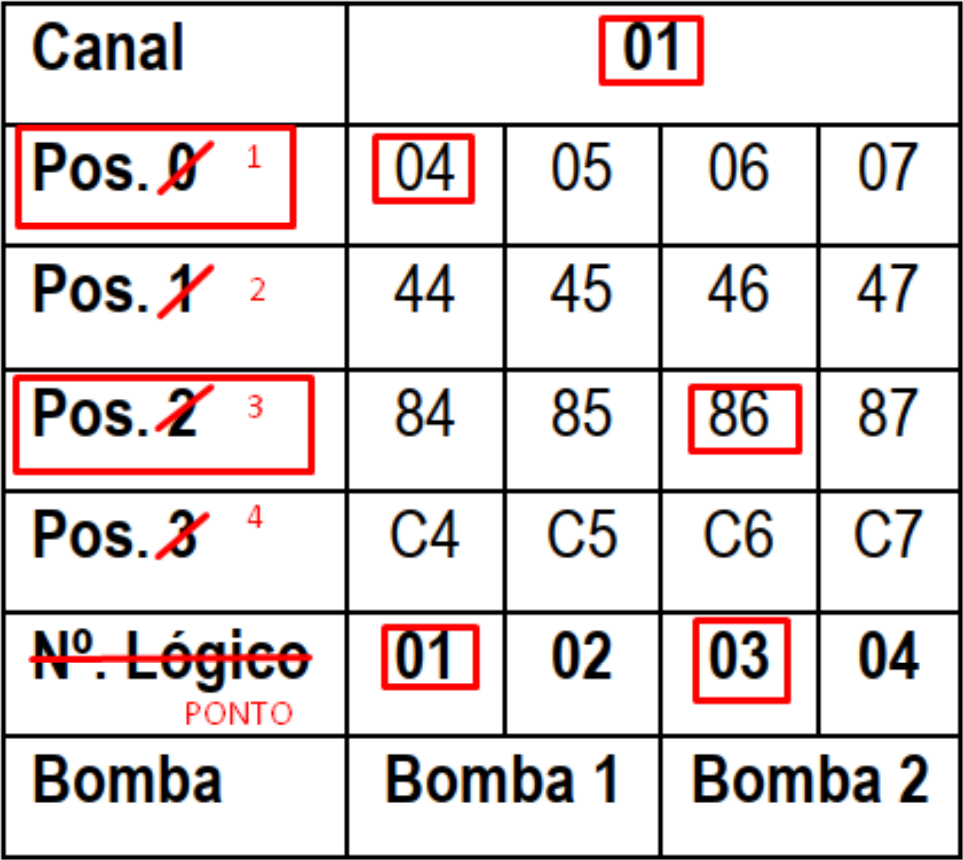 Canal 01
Pos. 0 1 04 05 06 07
Pos. 1 2 44 45 46 47
Pos. 2 3 84 85 86 87
Pos. 3 4 C4 C5 C6 C7
Nº. Lógico 01 02 03 04
PONTO
Bomba Bomba 1 Bomba 2